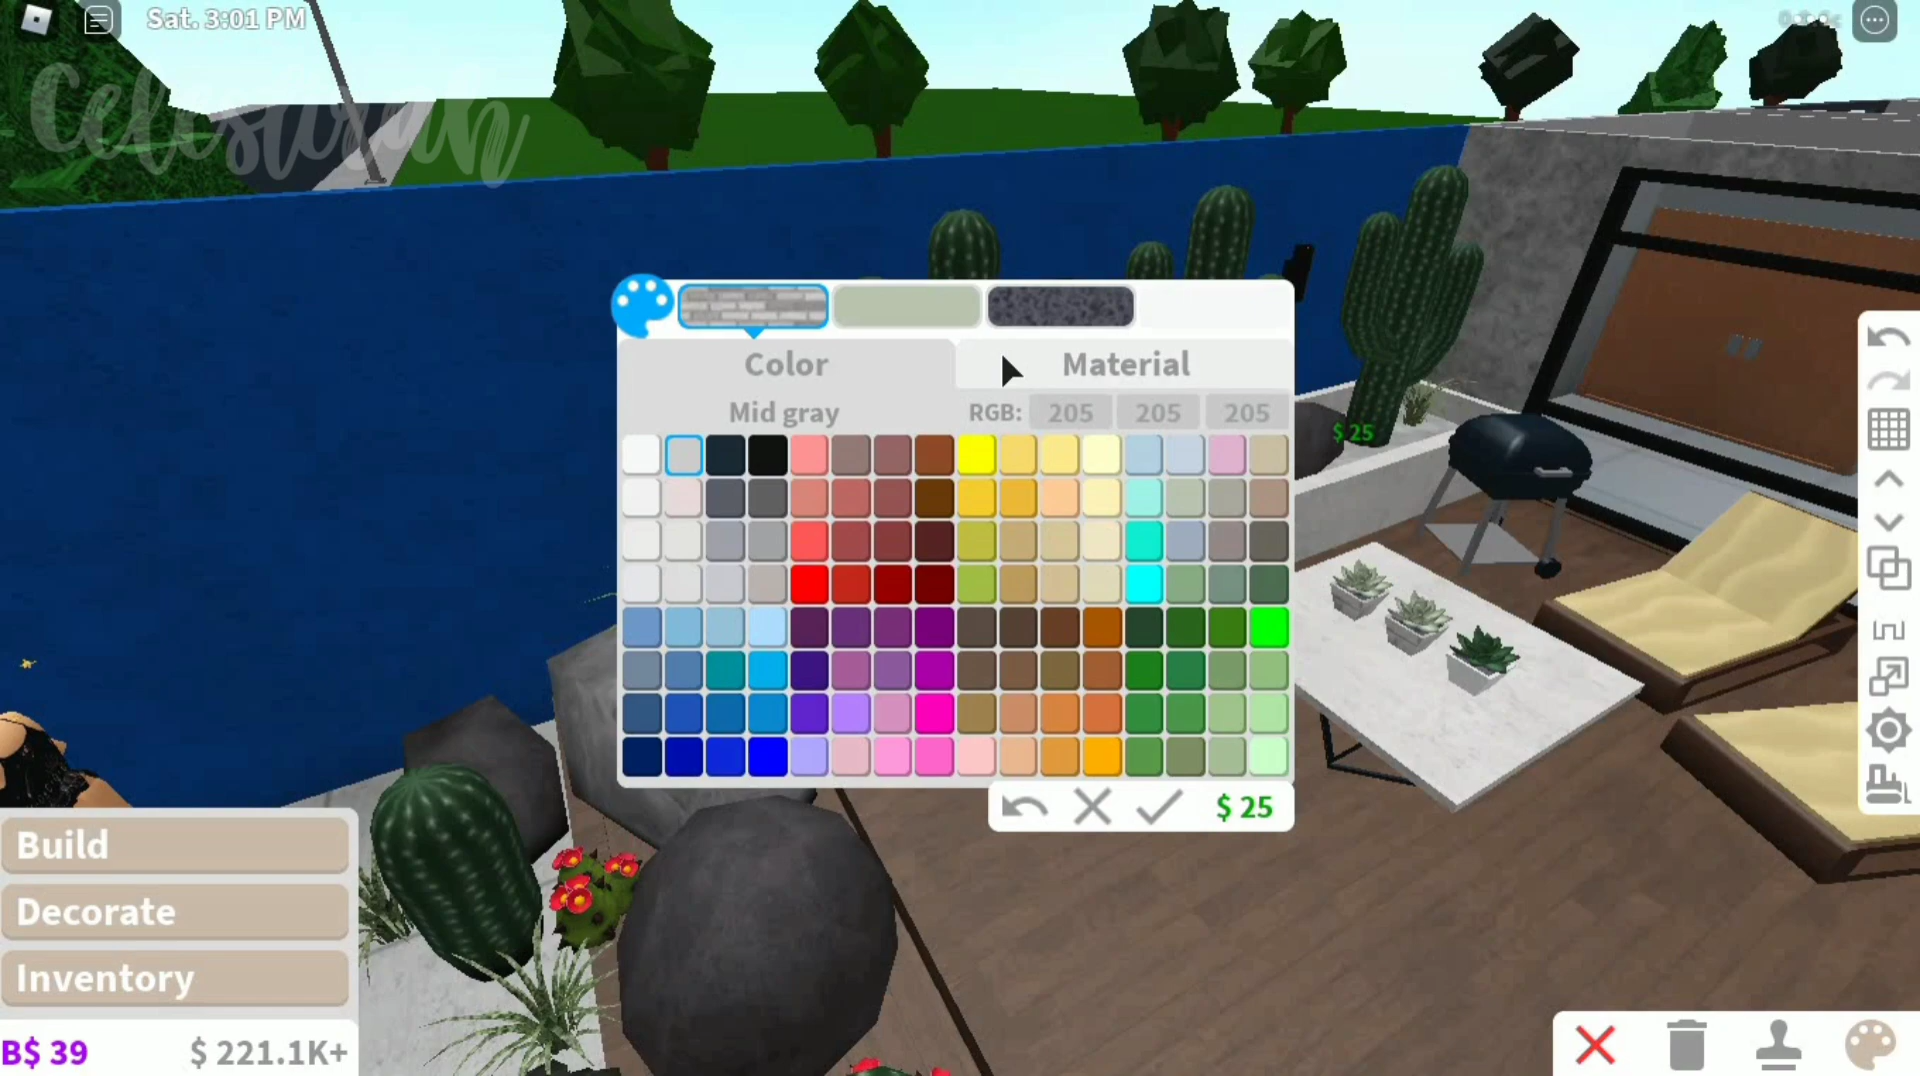 Sat. 3:01 PM
Celestweah
Color
Material
Mid gray
RGB: 205 205 205
$ 25
$ 25
Build
Decorate
Inventory
B$ 39
$ 221.1K+